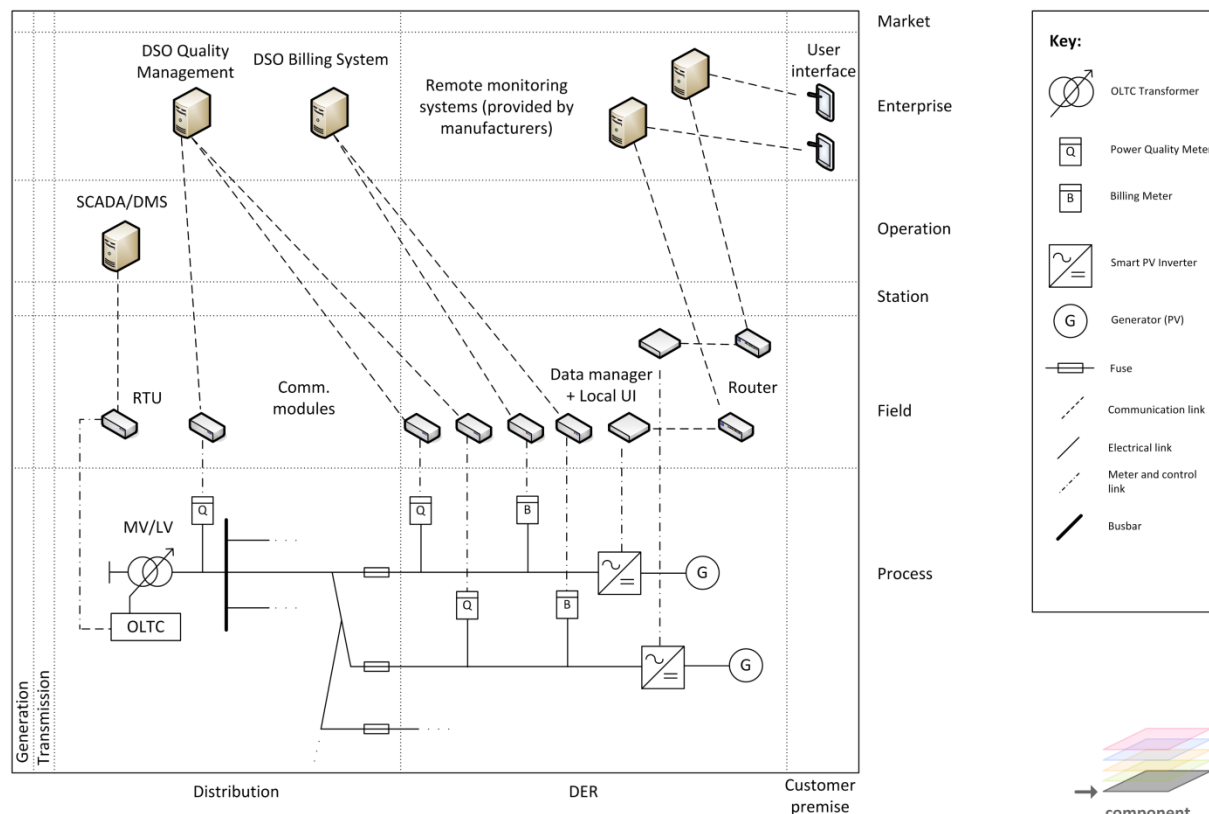 Market
DSO Quality
Management
DSO Billing System
Remote monitoring
systems (provided by
manufacturers)
User
interface
Enterprise
SCADA/DMS
Operation
Station
RTU
Comm.
modules
Data manager
+ Local UI
Router
Field
Q
Q
B
MV/LV
Q
B
G
OLTC
G
Process
Generation
Transmission
Distribution
DER
Customer
premise
Key:
OLTC Transformer
Q
Power Quality Meter
B
Billing Meter
Smart PV Inverter
G
Generator (PV)
Fuse
Communication link
Electrical link
Meter and control
link
Busbar
component